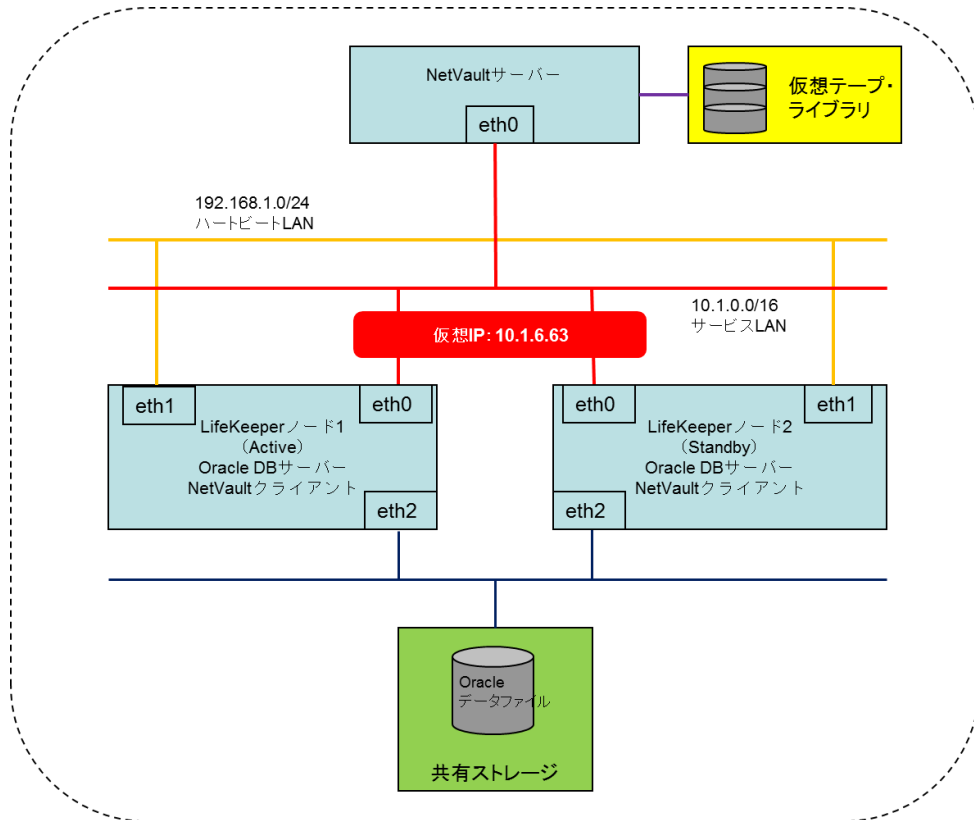 NetVaultサーバー
eth0
仮想テープ・
ライブラリ
192.168.1.0/24
ハートビートLAN
10.1.0.0/16
サービスLAN
仮想IP: 10.1.6.63
eth1
eth0
LifeKeeperノード1
（Active）
Oracle DBサーバー
NetVaultクライアント
eth2
eth0
eth1
LifeKeeperノード2
(Standby)
Oracle DBサーバー
NetVaultクライアント
eth2
Oracle
データファイル
共有ストレージ